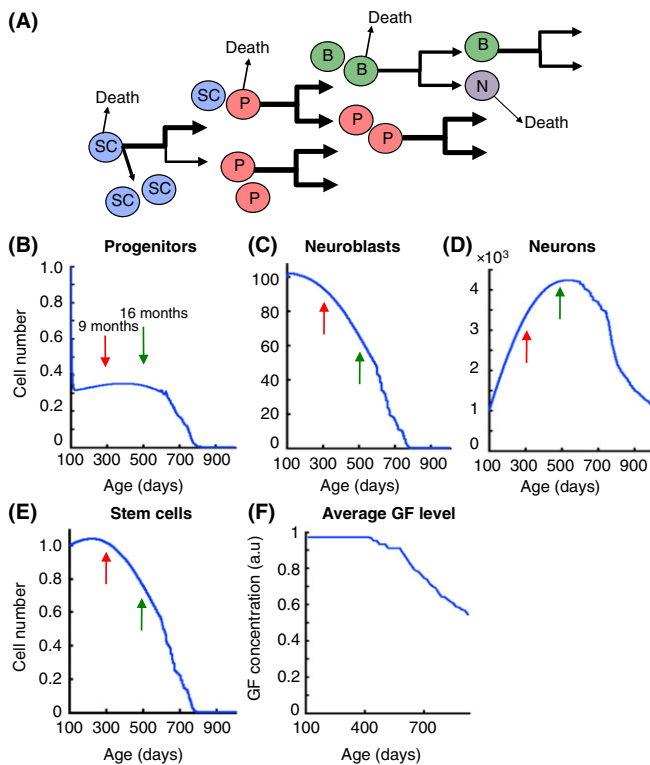 (A)
Death
Death
Death
Death
SC
SC
SC
SC
P
P
P
B
B
N
B
P
P
(B) Progenitors
Cell number
1.0
0.8
0.6
0.4
0.2
0
9 months
16 months
100 300 500 700 900
Age (days)
(C) Neuroblasts
100
80
60
40
20
0
100 300 500 700 900
Age (days)
(D) Neurons
×10³
4
3
2
1
0
100 300 500 700 900
Age (days)
(E) Stem cells
Cell number
1.0
0.8
0.6
0.4
0.2
0
100 300 500 700 900
Age (days)
(F) Average GF level
GF concentration (a.u)
1
0.8
0.6
0.4
0.2
0
100 400 700
Age (days)